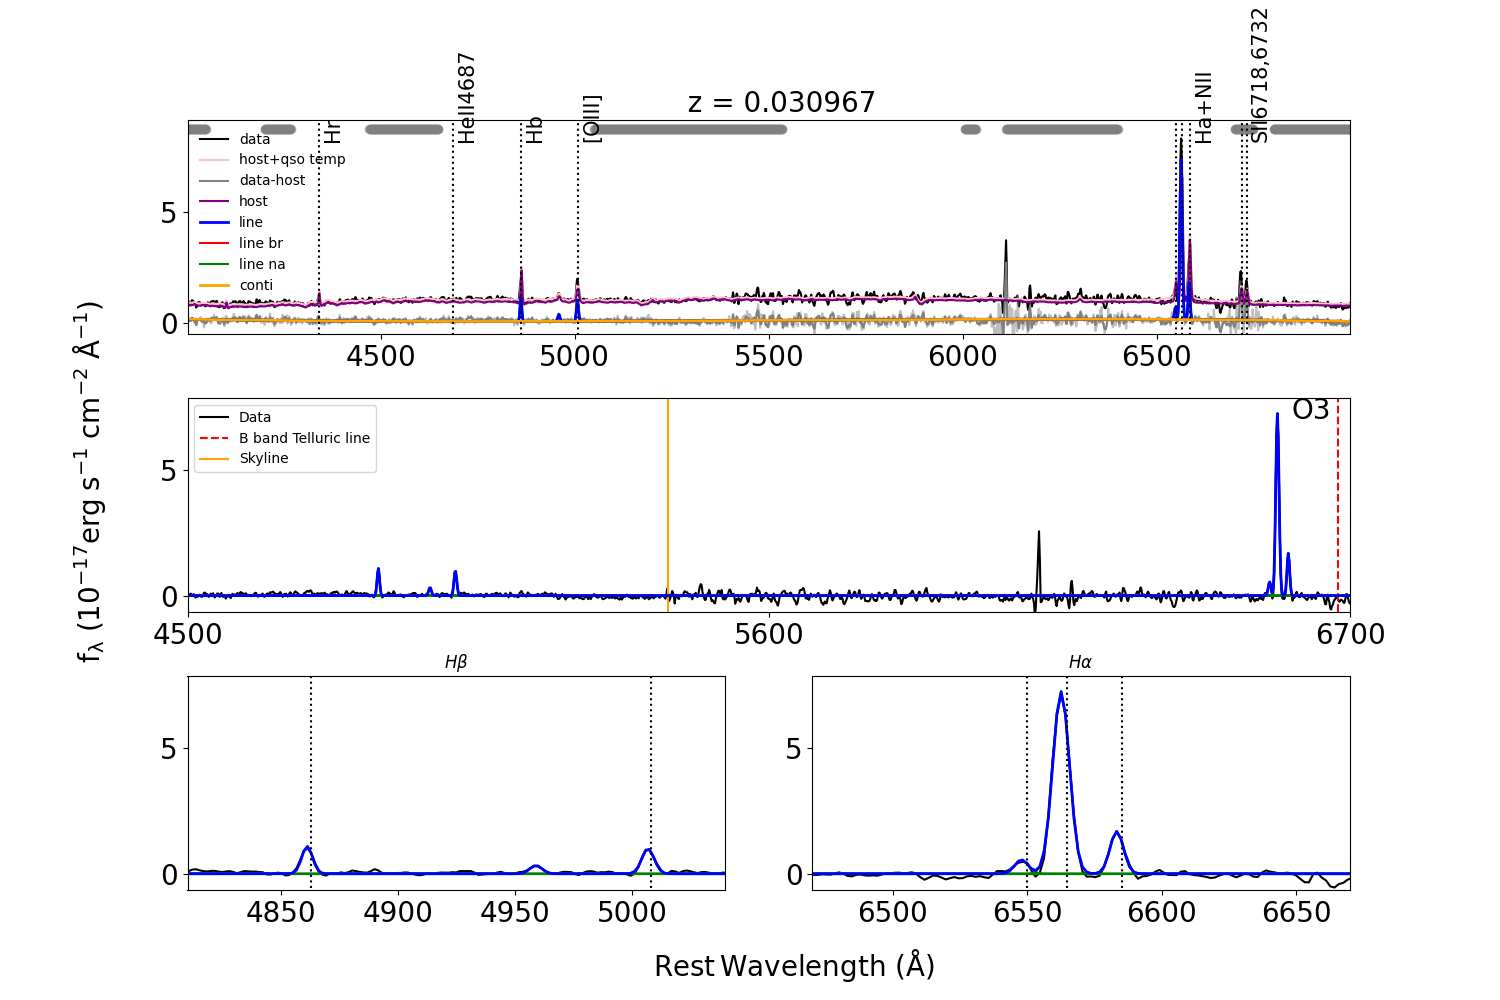 z = 0.030967
Hr
HeII4687
Hb
[OIII]
Ha+NII
SII6718,6732
data
host+qso temp
data-host
host
line
line br
line na
conti
5
0
4500
5000
5500
6000
6500
fλ (10⁻¹⁷erg s⁻¹ cm⁻² Å⁻¹)
Data
B band Telluric line
Skyline
O3
5
0
4500
5600
6700
Hβ
Hα
5
0
4850
4900
4950
5000
5
0
6500
6550
6600
6650
Rest Wavelength (Å)